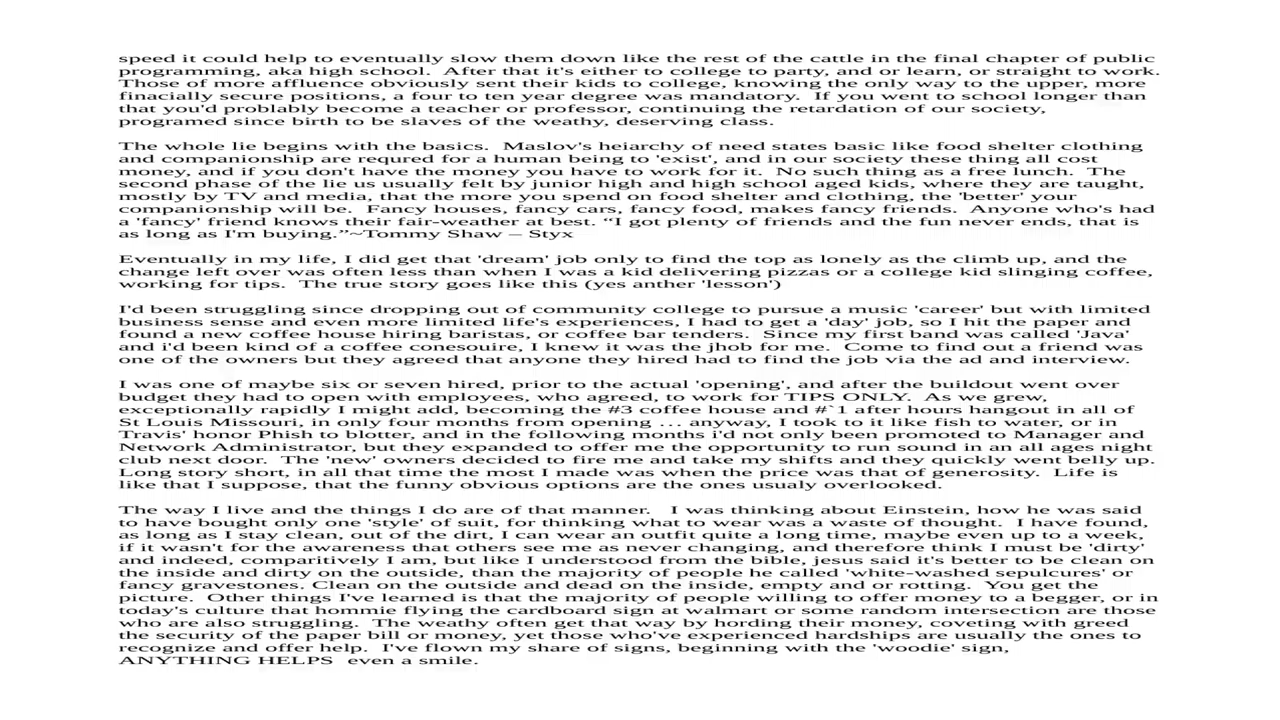 speed it could help to eventually slow them down like the rest of the cattle in the final chapter of public
programming, aka high school.  After that it's either to college to party, and or learn, or straight to work.
Those of more affluence obviously sent their kids to college, knowing the only way to the upper, more
finacially secure positions, a four to ten year degree was mandatory.  If you went to school longer than
that you'd problably become a teacher or professor, continuing the retardation of our society,
programed since birth to be slaves of the weathy, deserving class.

The whole lie begins with the basics.  Maslov's heiarchy of need states basic like food shelter clothing
and companionship are requred for a human being to 'exist', and in our society these thing all cost
money, and if you don't have the money you have to work for it.  No such thing as a free lunch.  The
second phase of the lie us usually felt by junior high and high school aged kids, where they are taught,
mostly by TV and media, that the more you spend on food shelter and clothing, the 'better' your
companionship will be.  Fancy houses, fancy cars, fancy food, makes fancy friends.  Anyone who's had
a 'fancy' friend knows their fair-weather at best. “I got plenty of friends and the fun never ends, that is
as long as I'm buying.”~Tommy Shaw – Styx

Eventually in my life, I did get that 'dream' job only to find the top as lonely as the climb up, and the
change left over was often less than when I was a kid delivering pizzas or a college kid slinging coffee,
working for tips.  The true story goes like this (yes anther 'lesson')

I'd been struggling since dropping out of community college to pursue a music 'career' but with limited
business sense and even more limited life's experiences, I had to get a 'day' job, so I hit the paper and
found a new coffee house hiring baristas, or coffee bar tenders.  Since my first band was called 'Java'
and i'd been kind of a coffee conesouire, I knew it was the jhob for me.  Come to find out a friend was
one of the owners but they agreed that anyone they hired had to find the job via the ad and interview.

I was one of maybe six or seven hired, prior to the actual 'opening', and after the buildout went over
budget they had to open with employees, who agreed, to work for TIPS ONLY.  As we grew,
exceptionally rapidly I might add, becoming the #3 coffee house and #`1 after hours hangout in all of
St Louis Missouri, in only four months from opening … anyway, I took to it like fish to water, or in
Travis' honor Phish to blotter, and in the following months i'd not only been promoted to Manager and
Network Administrator, but they expanded to offer me the opportunity to run sound in an all ages night
club next door.  The 'new' owners decided to fire me and take my shifts and they quickly went belly up.
Long story short, in all that time the most I made was when the price was that of generosity.  Life is
like that I suppose, that the funny obvious options are the ones usualy overlooked.

The way I live and the things I do are of that manner.   I was thinking about Einstein, how he was said
to have bought only one 'style' of suit, for thinking what to wear was a waste of thought.  I have found,
as long as I stay clean, out of the dirt, I can wear an outfit quite a long time, maybe even up to a week,
if it wasn't for the awareness that others see me as never changing, and therefore think I must be 'dirty'
and indeed, comparitively I am, but like I understood from the bible, jesus said it's better to be clean on
the inside and dirty on the outside, than the majority of people he called 'white-washed sepulcures' or
fancy gravestones. Clean on the outside and dead on the inside, empty and or rotting.  You get the
picture.  Other things I've learned is that the majority of people willing to offer money to a begger, or in
today's culture that hommie flying the cardboard sign at walmart or some random intersection are those
who are also struggling.  The weathy often get that way by hording their money, coveting with greed
the security of the paper bill or money, yet those who've experienced hardships are usually the ones to
recognize and offer help.  I've flown my share of signs, beginning with the 'woodie' sign,
ANYTHING HELPS  even a smile.